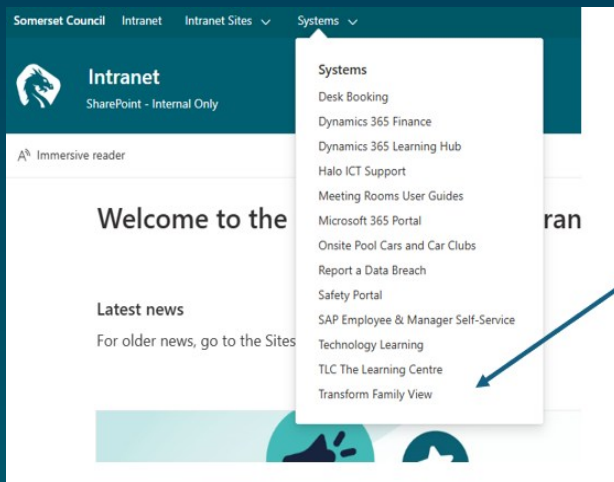 Somerset Council Intranet Intranet Sites Systems
Intranet
SharePoint - Internal Only
Immersive reader
Welcome to the
ran
Latest news
For older news, go to the Sites
Systems
Desk Booking
Dynamics 365 Finance
Dynamics 365 Learning Hub
Halo ICT Support
Meeting Rooms User Guides
Microsoft 365 Portal
Onsite Pool Cars and Car Clubs
Report a Data Breach
Safety Portal
SAP Employee & Manager Self-Service
Technology Learning
TLC The Learning Centre
Transform Family View